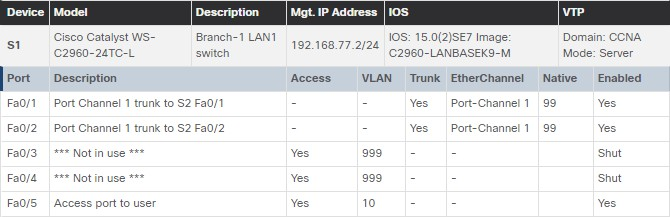 Device Model Description Mgt. IP Address IOS VTP
S1 Cisco Catalyst WS- Branch-1 LAN1 192.168.77.2/24 IOS: 15.0(2)SE7 Image: Domain: CCNA
C2960-24TC-L switch C2960-LANBASEK9-M Mode: Server
Port Description Access VLAN Trunk EtherChannel Native Enabled
Fa0/1 Port Channel 1 trunk to S2 Fa0/1 - - Yes Port-Channel 1 99 Yes
Fa0/2 Port Channel 1 trunk to S2 Fa0/2 - - Yes Port-Channel 1 99 Yes
Fa0/3 *** Not in use *** Yes 999 - - Shut
Fa0/4 *** Not in use *** Yes 999 - - Shut
Fa0/5 Access port to user Yes 10 - - Yes